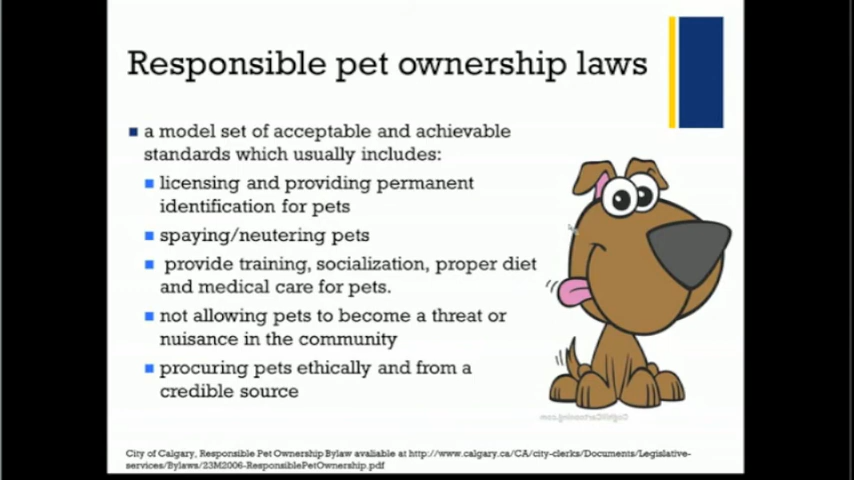 Responsible pet ownership laws
a model set of acceptable and achievable
standards which usually includes:
licensing and providing permanent
identification for pets
spaying/neutering pets
provide training, socialization, proper diet
and medical care for pets.
not allowing pets to become a threat or
nuisance in the community
procuring pets ethically and from a
credible source
City of Calgary, Responsible Pet Ownership Bylaw avaliable at http://www.calgary.ca/CA/city-clerks/Documents/Legislative-
services/Bylaws/23M2006-ResponsiblePetOwnership.pdf